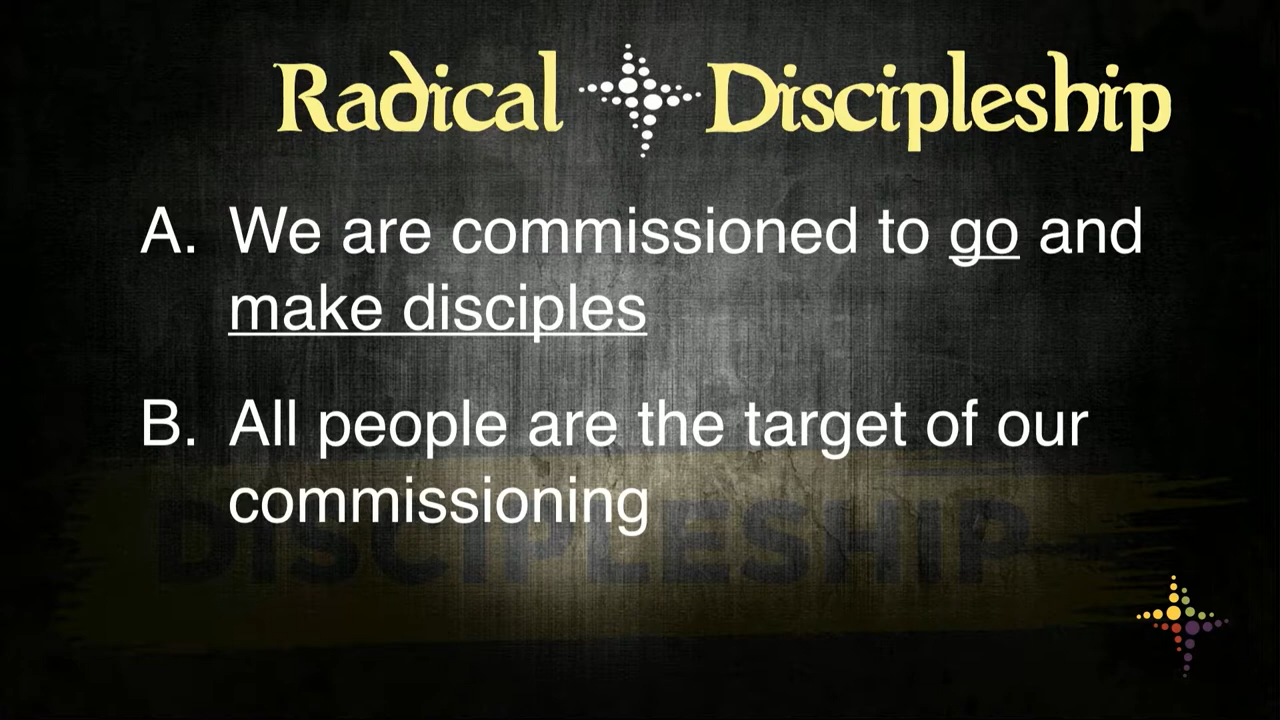 Radical Discipleship
A. We are commissioned to go and
make disciples
B. All people are the target of our
commissioning
DISCIPLESHIP